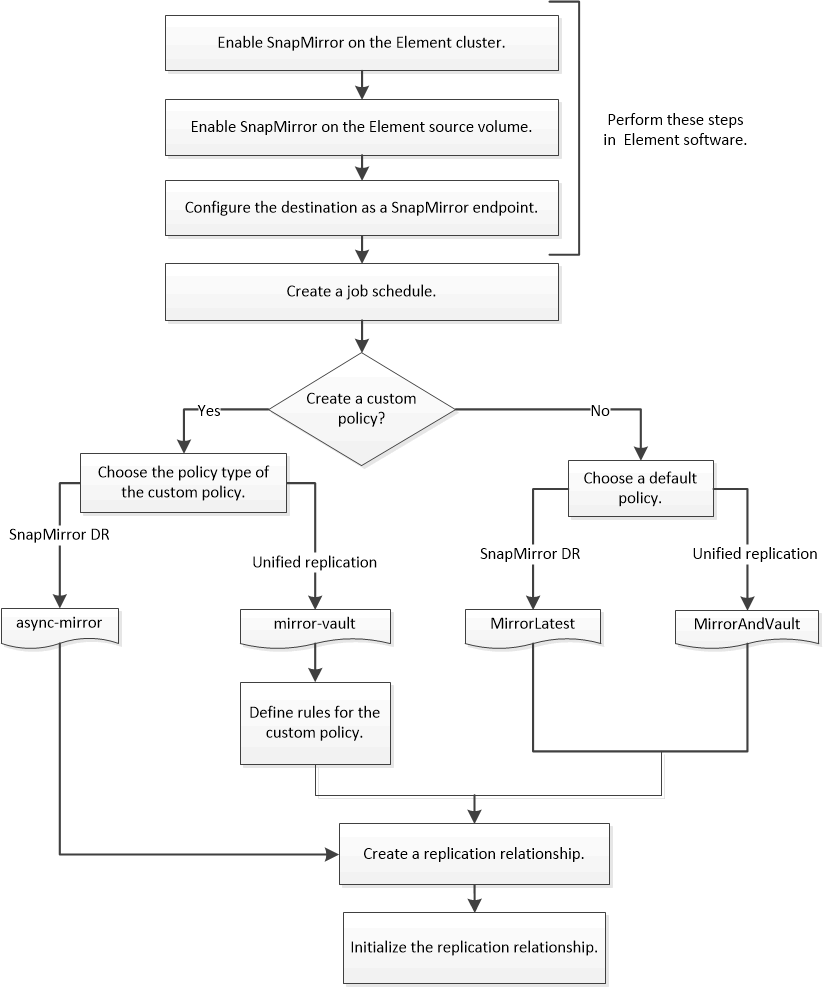 Enable SnapMirror on the Element cluster.
Perform these steps
in Element software.
Enable SnapMirror on the Element source volume.
Configure the destination as a SnapMirror endpoint.
Create a job schedule.
Create a custom
policy?
Yes
No
Choose the policy type of
the custom policy.
Choose a default
policy.
SnapMirror DR
Unified replication
SnapMirror DR
Unified replication
async-mirror
mirror-vault
MirrorLatest
MirrorAndVault
Define rules for the
custom policy.
Create a replication relationship.
Initialize the replication relationship.